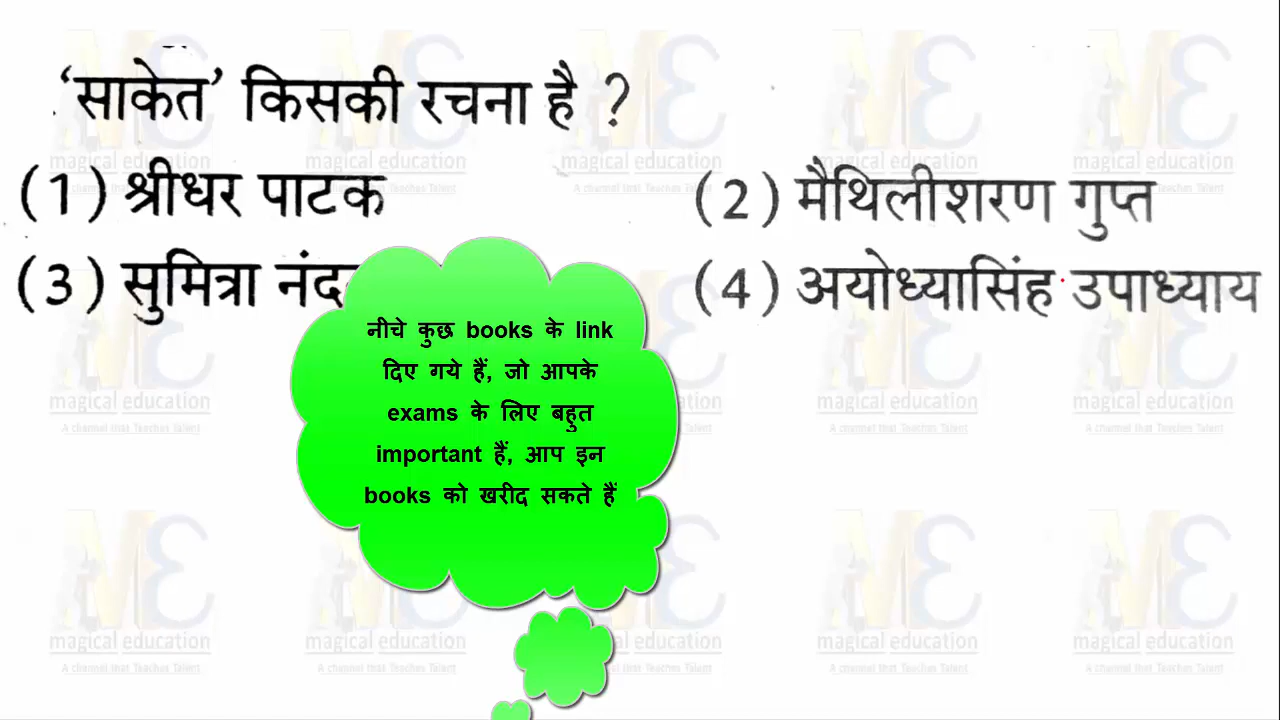 ‘साकेत’ किसकी रचना है ?
(1) श्रीधर पाटक
(2) मैथिलीशरण गुप्त
(3) सुमित्रा
(4) अयोध्यासिंह उपाध्याय
नीचे कुछ books के link
दिए गये हैं, जो आपके
exams के लिए बहुत
important हैं, आप इन
books को खरीद सकते हैं
magical education
A channel that Teaches Talent